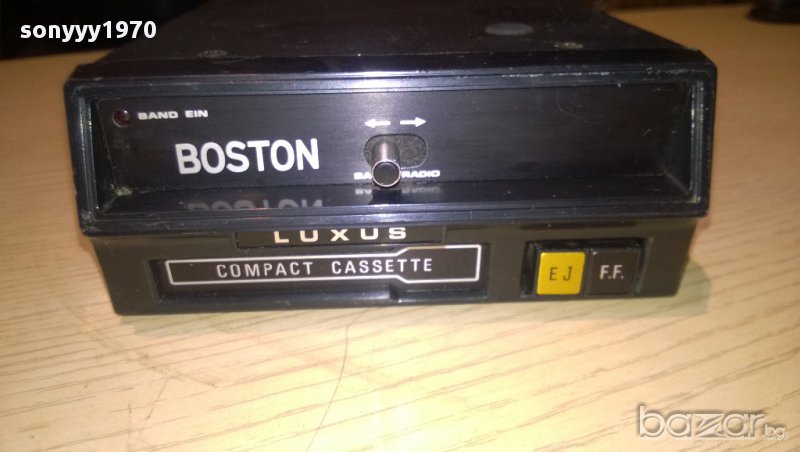 sonyyy1970
BAND EIN
BOSTON
RADIO
LUXUS
COMPACT CASSETTE
EJ
F.F.
bazar.bg